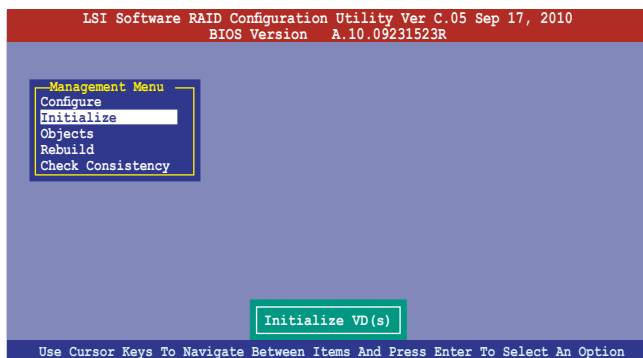 LSI Software RAID Configuration Utility Ver C.05 Sep 17, 2010
BIOS Version A.10.09231523R
Management Menu
Configure
Initialize
Objects
Rebuild
Check Consistency
Initialize VD(s)
Use Cursor Keys To Navigate Between Items And Press Enter To Select An Option